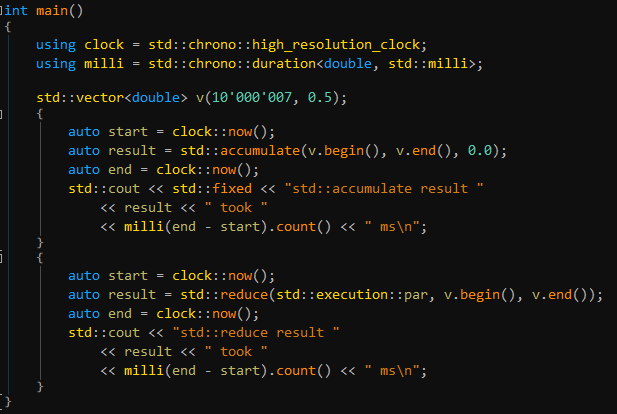 int main()
{
    using clock = std::chrono::high_resolution_clock;
    using milli = std::chrono::duration<double, std::milli>;

    std::vector<double> v(10'000'007, 0.5);
    {
        auto start = clock::now();
        auto result = std::accumulate(v.begin(), v.end(), 0.0);
        auto end = clock::now();
        std::cout << std::fixed << "std::accumulate result "
            << result << " took "
            << milli(end - start).count() << " ms\n";
    }
    {
        auto start = clock::now();
        auto result = std::reduce(std::execution::par, v.begin(), v.end());
        auto end = clock::now();
        std::cout << "std::reduce result "
            << result << " took "
            << milli(end - start).count() << " ms\n";
    }
}